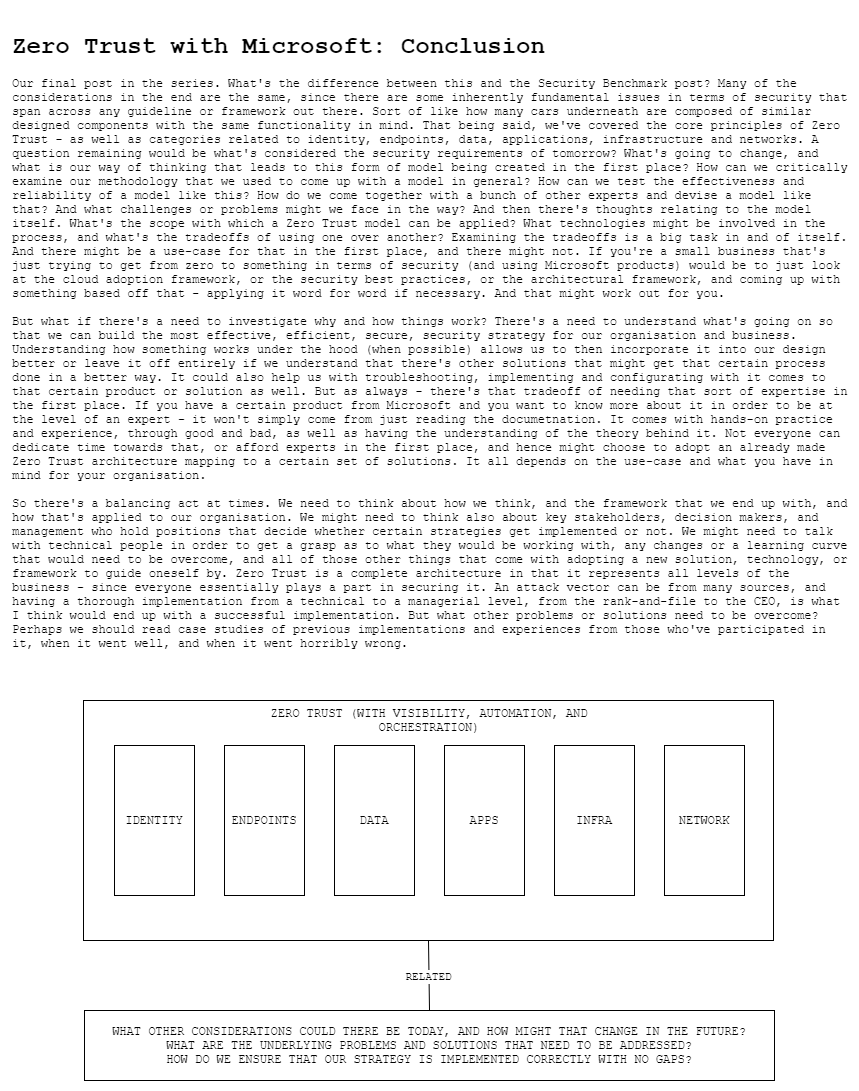 Zero Trust with Microsoft: Conclusion
Our final post in the series. What's the difference between this and the Security Benchmark post? Many of the
considerations in the end are the same, since there are some inherently fundamental issues in terms of security that
span across any guideline or framework out there. Sort of like how many cars underneath are composed of similar
designed components with the same functionality in mind. That being said, we've covered the core principles of Zero
Trust - as well as categories related to identity, endpoints, data, applications, infrastructure and networks. A
question remaining would be what's considered the security requirements of tomorrow? What's going to change, and
what is our way of thinking that leads to this form of model being created in the first place? How can we critically
examine our methodology that we used to come up with a model in general? How can we test the effectiveness and
reliability of a model like this? How do we come together with a bunch of other experts and devise a model like
that? And what challenges or problems might we face in the way? And then there's thoughts relating to the model
itself. What's the scope with which a Zero Trust model can be applied? What technologies might be involved in the
process, and what's the tradeoffs of using one over another? Examining the tradeoffs is a big task in and of itself.
And there might be a use-case for that in the first place, and there might not. If you're a small business that's
just trying to get from zero to something in terms of security (and using Microsoft products) would be to just look
at the cloud adoption framework, or the security best practices, or the architectural framework, and coming up with
something based off that - applying it word for word if necessary. And that might work out for you.
But what if there's a need to investigate why and how things work? There's a need to understand what's going on so
that we can build the most effective, efficient, secure, security strategy for our organisation and business.
Understanding how something works under the hood (when possible) allows us to then incorporate it into our design
better or leave it off entirely if we understand that there's other solutions that might get that certain process
done in a better way. It could also help us with troubleshooting, implementing and configurating with it comes to
that certain product or solution as well. But as always - there's that tradeoff of needing that sort of expertise in
the first place. If you have a certain product from Microsoft and you want to know more about it in order to be at
the level of an expert - it won't simply come from just reading the documetnation. It comes with hands-on practice
and experience, through good and bad, as well as having the understanding of the theory behind it. Not everyone can
dedicate time towards that, or afford experts in the first place, and hence might choose to adopt an already made
Zero Trust architecture mapping to a certain set of solutions. It all depends on the use-case and what you have in
mind for your organisation.
So there's a balancing act at times. We need to think about how we think, and the framework that we end up with, and
how that's applied to our organisation. We might need to think also about key stakeholders, decision makers, and
management who hold positions that decide whether certain strategies get implemented or not. We might need to talk
with technical people in order to get a grasp as to what they would be working with, any changes or a learning curve
that would need to be overcome, and all of those other things that come with adopting a new solution, technology, or
framework to guide oneself by. Zero Trust is a complete architecture in that it represents all levels of the
business - since everyone essentially plays a part in securing it. An attack vector can be from many sources, and
having a thorough implementation from a technical to a managerial level, from the rank-and-file to the CEO, is what
I think would end up with a successful implementation. But what other problems or solutions need to be overcome?
Perhaps we should read case studies of previous implementations and experiences from those who've participated in
it, when it went well, and when it went horribly wrong.
ZERO TRUST (WITH VISIBILITY, AUTOMATION, AND
ORCHESTRATION)
IDENTITY
ENDPOINTS
DATA
APPS
INFRA
NETWORK
RELATED
WHAT OTHER CONSIDERATIONS COULD THERE BE TODAY, AND HOW MIGHT THAT CHANGE IN THE FUTURE?
WHAT ARE THE UNDERLYING PROBLEMS AND SOLUTIONS THAT NEED TO BE ADDRESSED?
HOW DO WE ENSURE THAT OUR STRATEGY IS IMPLEMENTED CORRECTLY WITH NO GAPS?